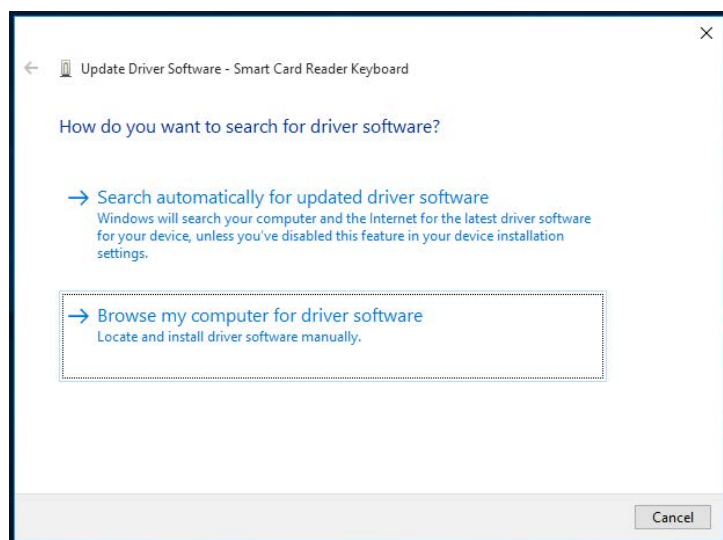 Update Driver Software - Smart Card Reader Keyboard
How do you want to search for driver software?
Search automatically for updated driver software
Windows will search your computer and the Internet for the latest driver software
for your device, unless you've disabled this feature in your device installation
settings.
Browse my computer for driver software
Locate and install driver software manually.
Cancel